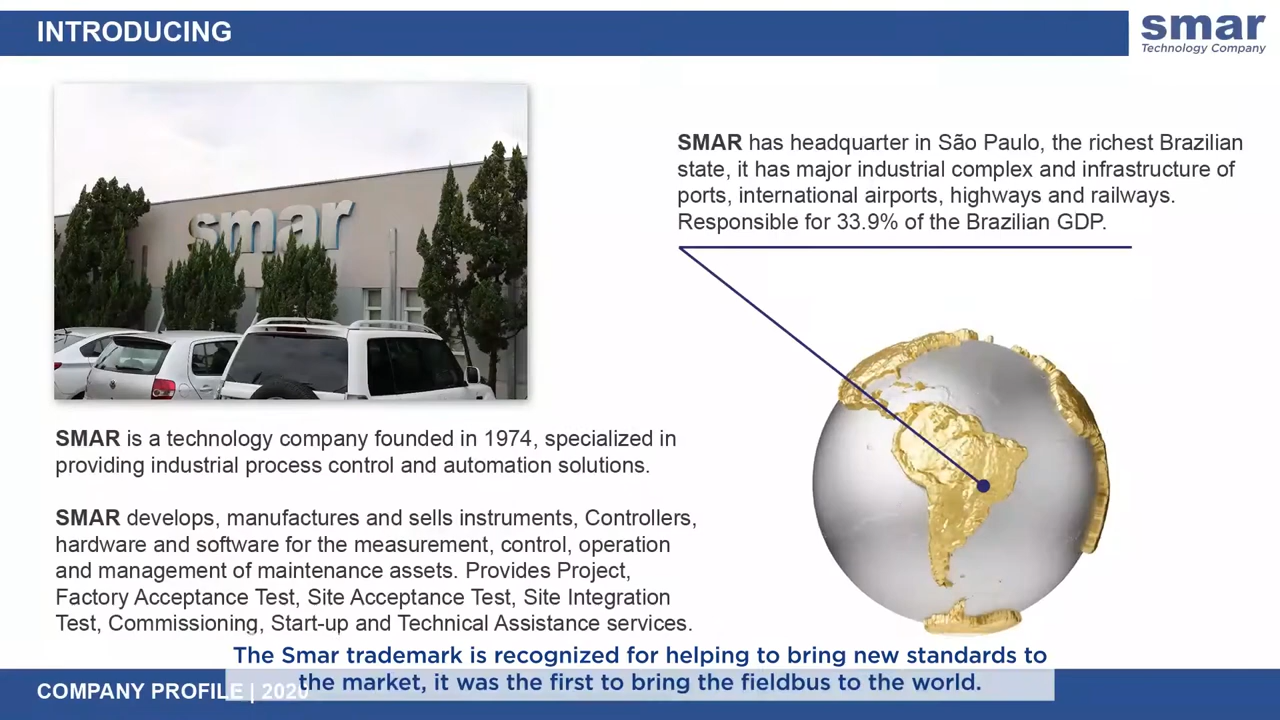 INTRODUCING
smar
Technology Company
smar
SMAR has headquarter in São Paulo, the richest Brazilian
state, it has major industrial complex and infrastructure of
ports, international airports, highways and railways.
Responsible for 33.9% of the Brazilian GDP.
SMAR is a technology company founded in 1974, specialized in
providing industrial process control and automation solutions.
SMAR develops, manufactures and sells instruments, Controllers,
hardware and software for the measurement, control, operation
and management of maintenance assets. Provides Project,
Factory Acceptance Test, Site Acceptance Test, Site Integration
Test, Commissioning, Start-up and Technical Assistance services.
The Smar trademark is recognized for helping to bring new standards to
the market, it was the first to bring the fieldbus to the world.
COMPANY PROFILE | 2020